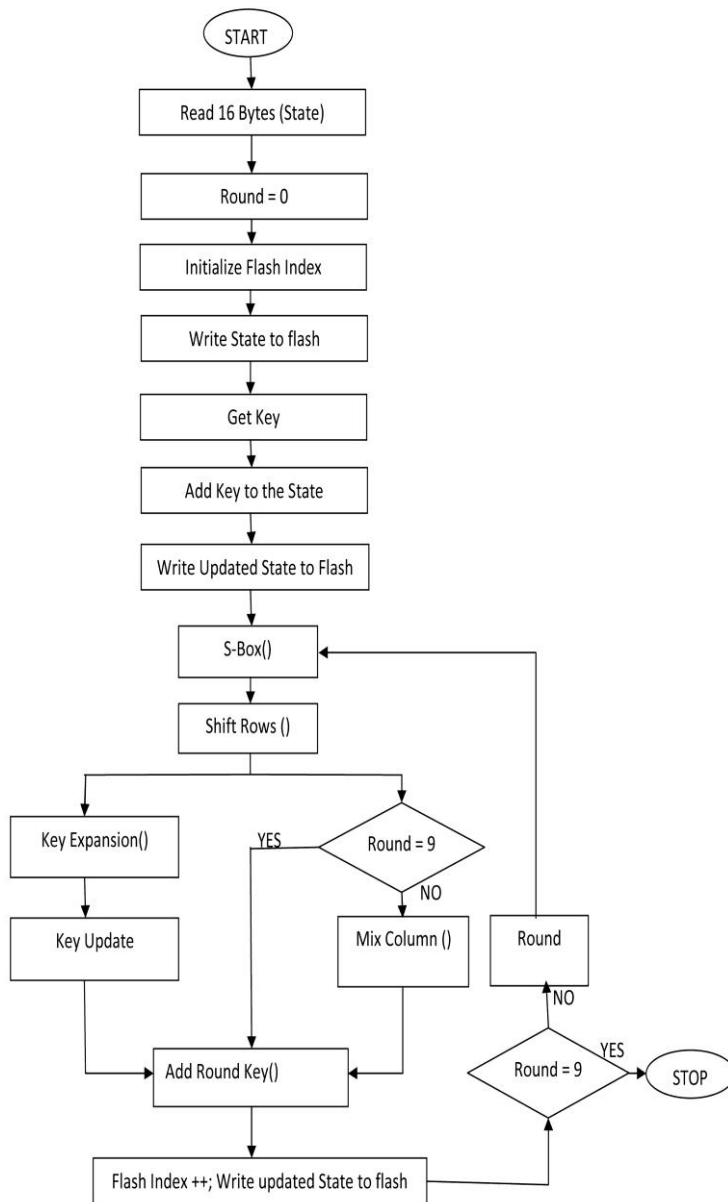 START
Read 16 Bytes (State)
Round = 0
Initialize Flash Index
Write State to flash
Get Key
Add Key to the State
Write Updated State to Flash
S-Box()
Shift Rows ()
Key Expansion()
YES
Round = 9
NO
Key Update
Mix Column ()
Round
NO
Add Round Key()
Round = 9
YES
STOP
Flash Index ++; Write updated State to flash